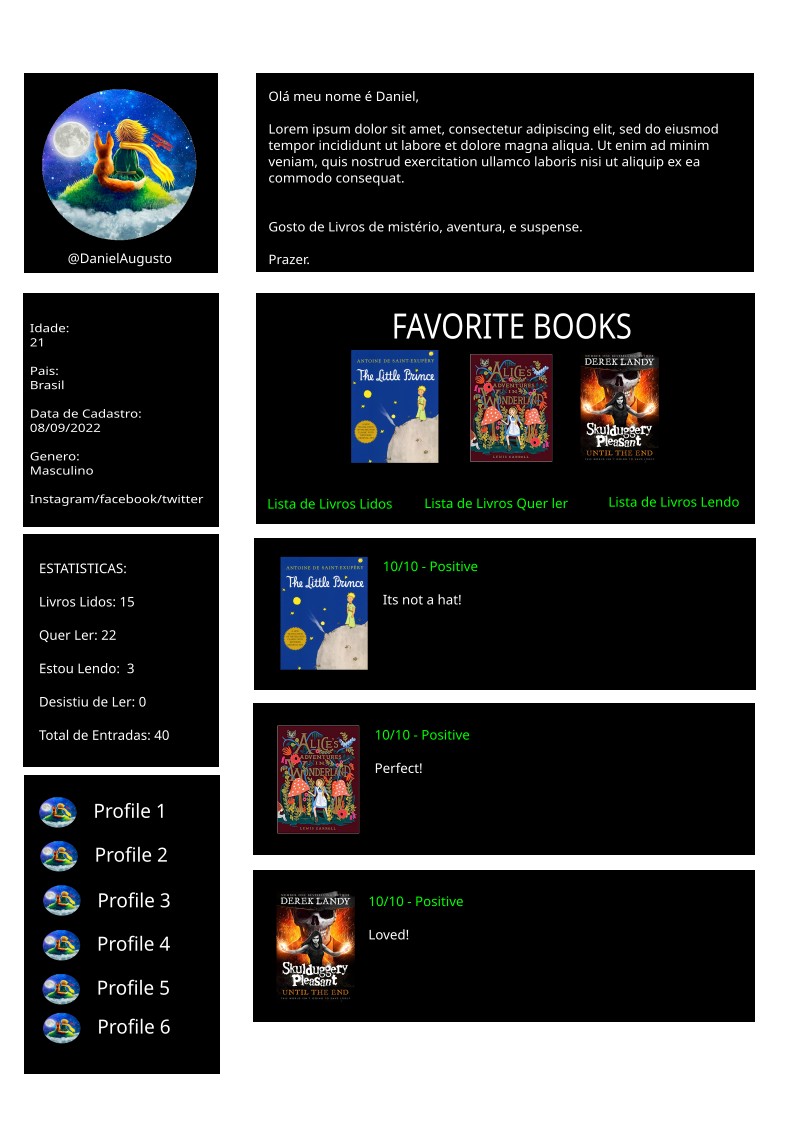 @DanielAugusto
Olá meu nome é Daniel,
Lorem ipsum dolor sit amet, consectetur adipiscing elit, sed do eiusmod
tempor incididunt ut labore et dolore magna aliqua. Ut enim ad minim
veniam, quis nostrud exercitation ullamco laboris nisi ut aliquip ex ea
commodo consequat.
Gosto de Livros de mistério, aventura, e suspense.
Prazer.
Idade:
21
Pais:
Brasil
Data de Cadastro:
08/09/2022
Genero:
Masculino
Instagram/facebook/twitter
FAVORITE BOOKS
ANTOINE DE SAINT-EXUPÉRY
The Little Prince
ALICE'S
ADVENTURES
IN
WONDERLAND
LEWIS CARROLL
DEREK LANDY
Skulduggery
Pleasant
UNTIL THE END
Lista de Livros Lidos
Lista de Livros Quer ler
Lista de Livros Lendo
ESTATISTICAS:
Livros Lidos: 15
Quer Ler: 22
Estou Lendo: 3
Desistiu de Ler: 0
Total de Entradas: 40
ANTOINE DE SAINT-EXUPÉRY
The Little Prince
10/10 - Positive
Its not a hat!
ALICE'S
ADVENTURES
IN
WONDERLAND
LEWIS CARROLL
10/10 - Positive
Perfect!
DEREK LANDY
Skulduggery
Pleasant
UNTIL THE END
10/10 - Positive
Loved!
Profile 1
Profile 2
Profile 3
Profile 4
Profile 5
Profile 6